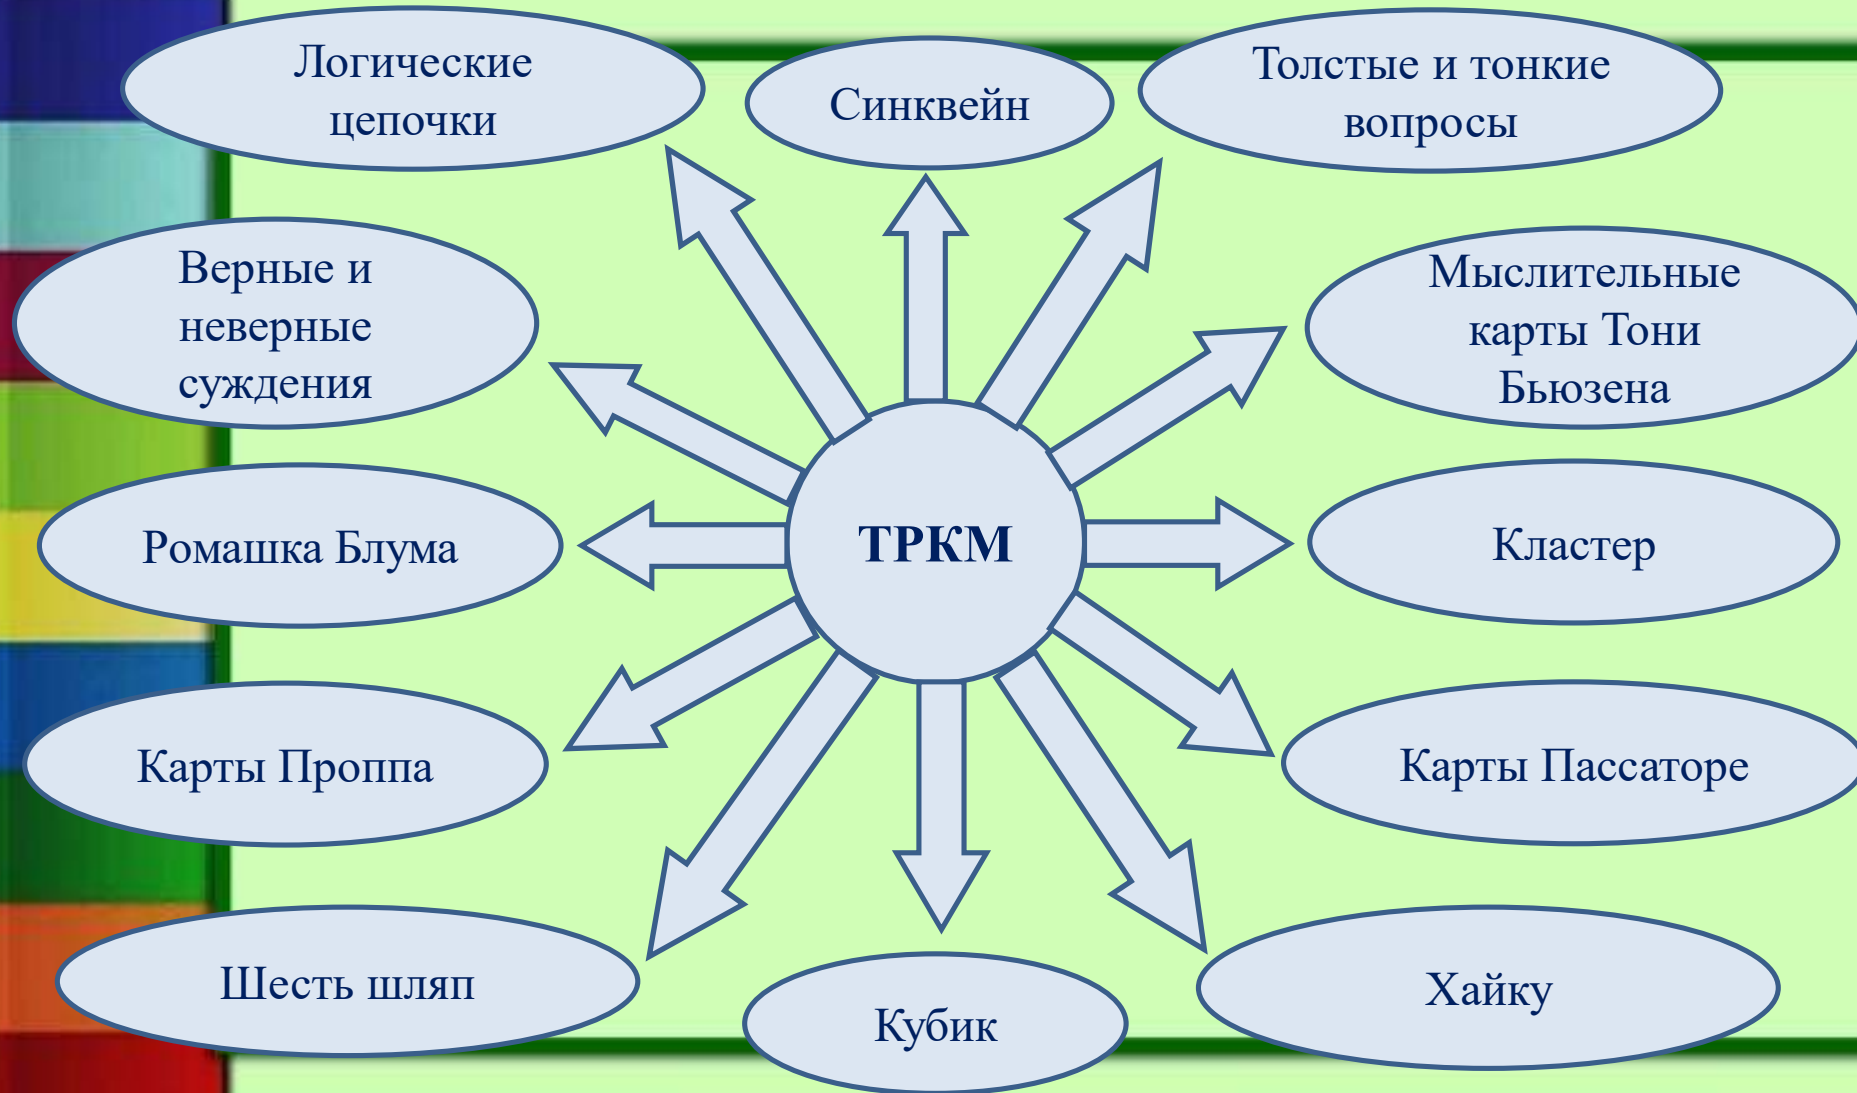 Логические
цепочки
Синквейн
Толстые и тонкие
вопросы
Верные и
неверные
суждения
Мыслительные
карты Тони
Бьюзена
Ромашка Блума
ТРКМ
Кластер
Карты Проппа
Карты Пассаторе
Шесть шляп
Кубик
Хайку